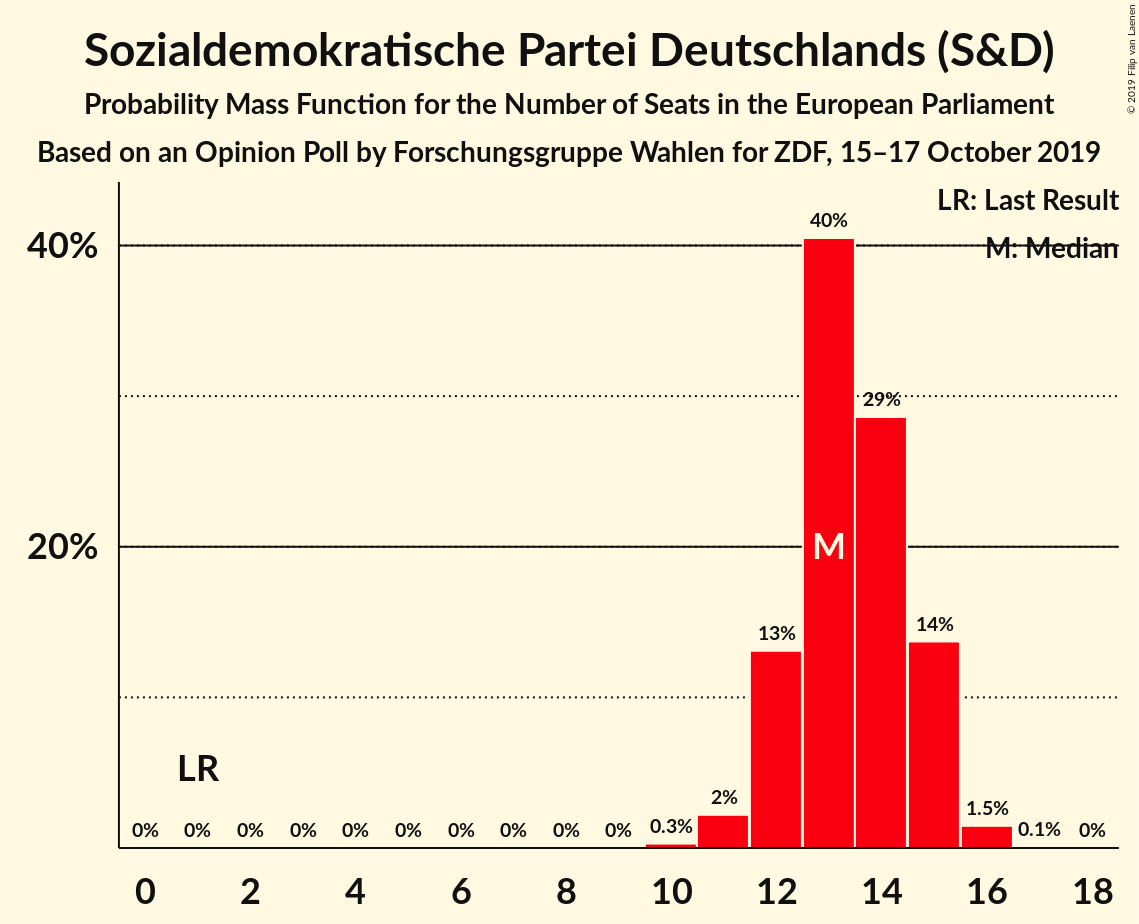 Sozialdemokratische Partei Deutschlands (S&D)
Probability Mass Function for the Number of Seats in the European Parliament
Based on an Opinion Poll by Forschungsgruppe Wahlen for ZDF, 15–17 October 2019
© 2019 Filip van Laenen
LR: Last Result
M: Median
40%
20%
40%
29%
M
13%
14%
LR
0% 0% 0% 0% 0% 0% 0% 0% 0% 0% 0.3% 2% 1.5% 0.1% 0%
0 2 4 6 8 10 12 14 16 18